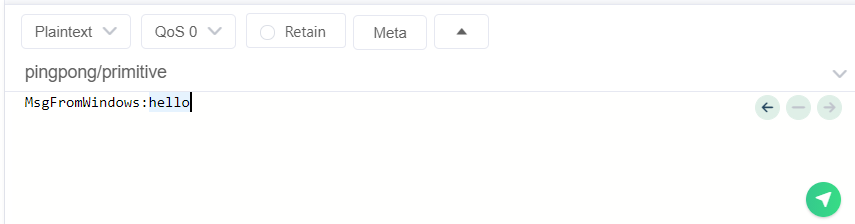 Plaintext QoS 0 Retain Meta
pingpong/primitive
MsgFromWindows:hello